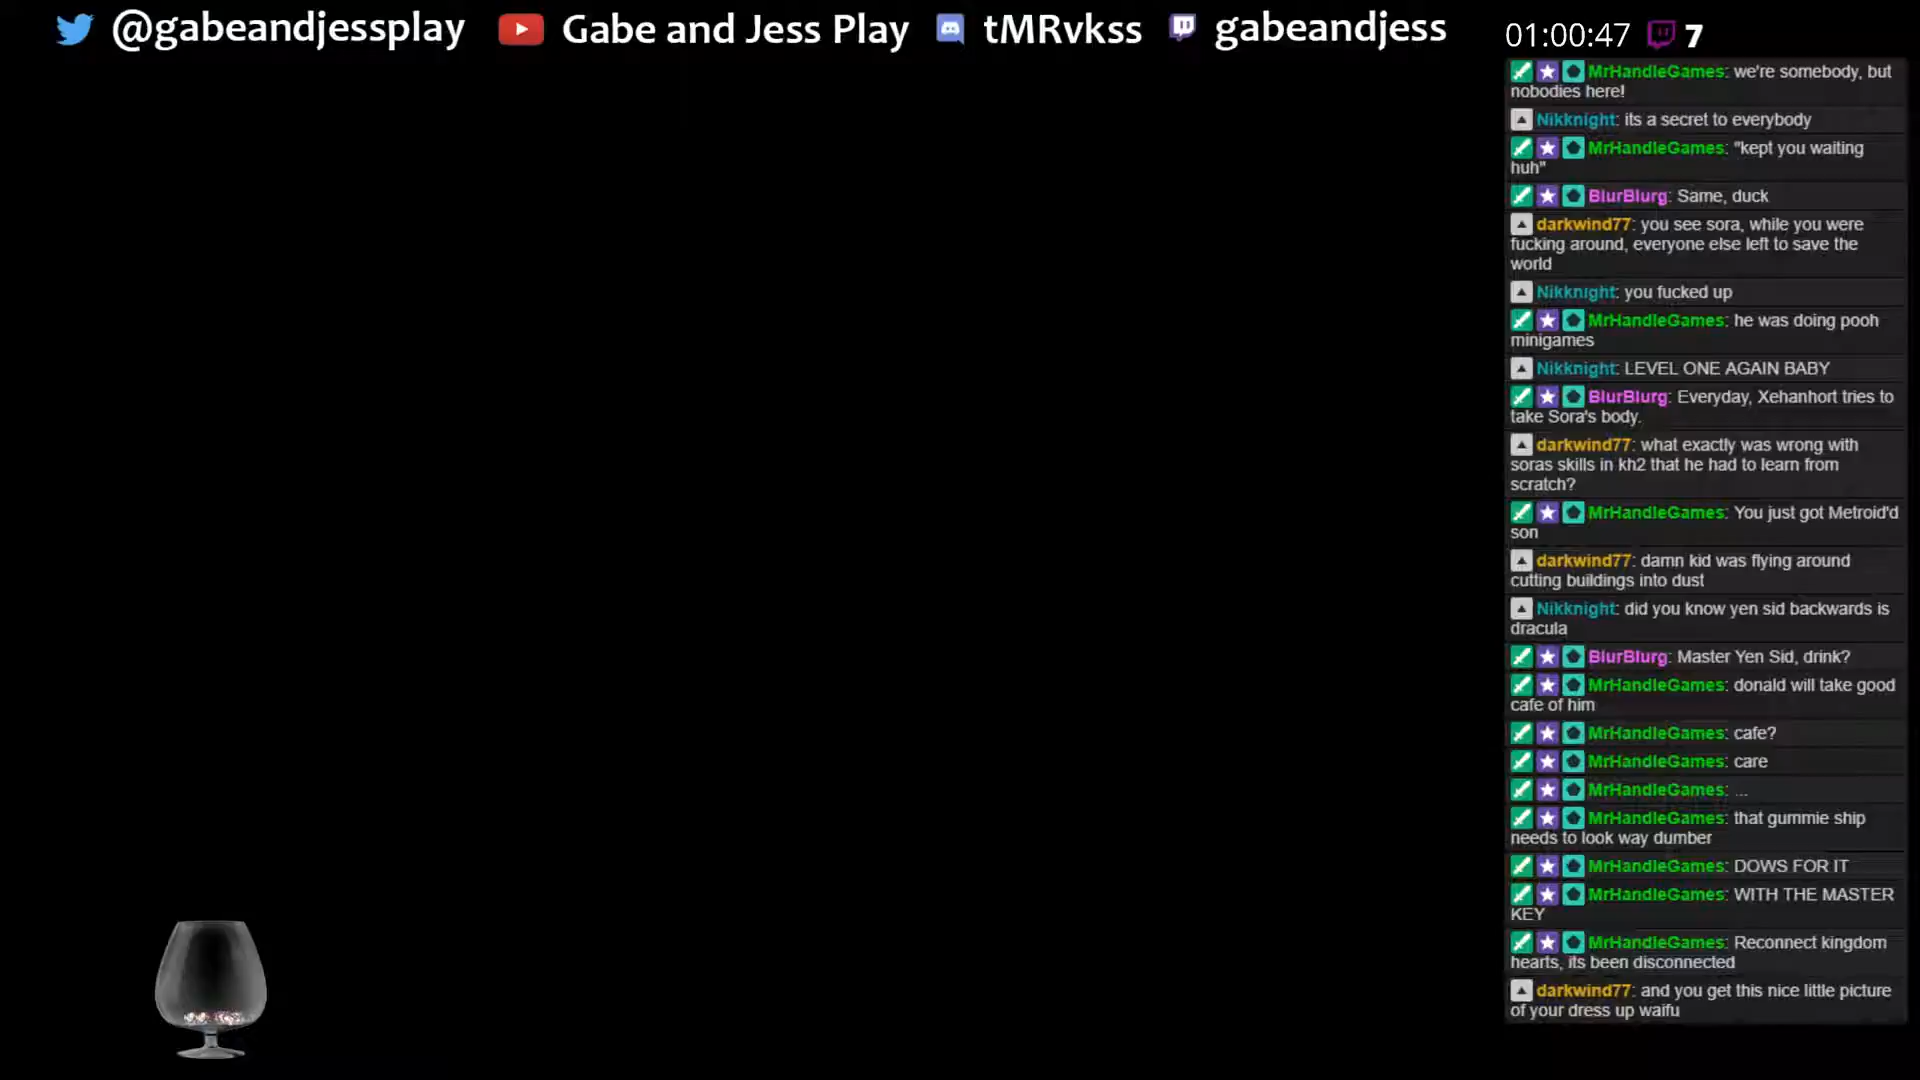 @gabeandjessplay Gabe and Jess Play tMRvkss gabeandjess
01:00:47 7
MrHandleGames: we're somebody, but
nobodies here!
Nikknight: its a secret to everybody
MrHandleGames: "kept you waiting
huh"
BlurBlurg: Same, duck
darkwind77: you see sora, while you were
fucking around, everyone else left to save the
world
Nikknight: you fucked up
MrHandleGames: he was doing pooh
minigames
Nikknight: LEVEL ONE AGAIN BABY
BlurBlurg: Everyday, Xehanhort tries to
take Sora's body.
darkwind77: what exactly was wrong with
soras skills in kh2 that he had to learn from
scratch?
MrHandleGames: You just got Metroid'd
son
darkwind77: damn kid was flying around
cutting buildings into dust
Nikknight: did you know yen sid backwards is
dracula
BlurBlurg: Master Yen Sid, drink?
MrHandleGames: donald will take good
cafe of him
MrHandleGames: cafe?
MrHandleGames: care
MrHandleGames: ...
MrHandleGames: that gummie ship
needs to look way dumber
MrHandleGames: DOWS FOR IT
MrHandleGames: WITH THE MASTER
KEY
MrHandleGames: Reconnect kingdom
hearts, its been disconnected
darkwind77: and you get this nice little picture
of your dress up waifu